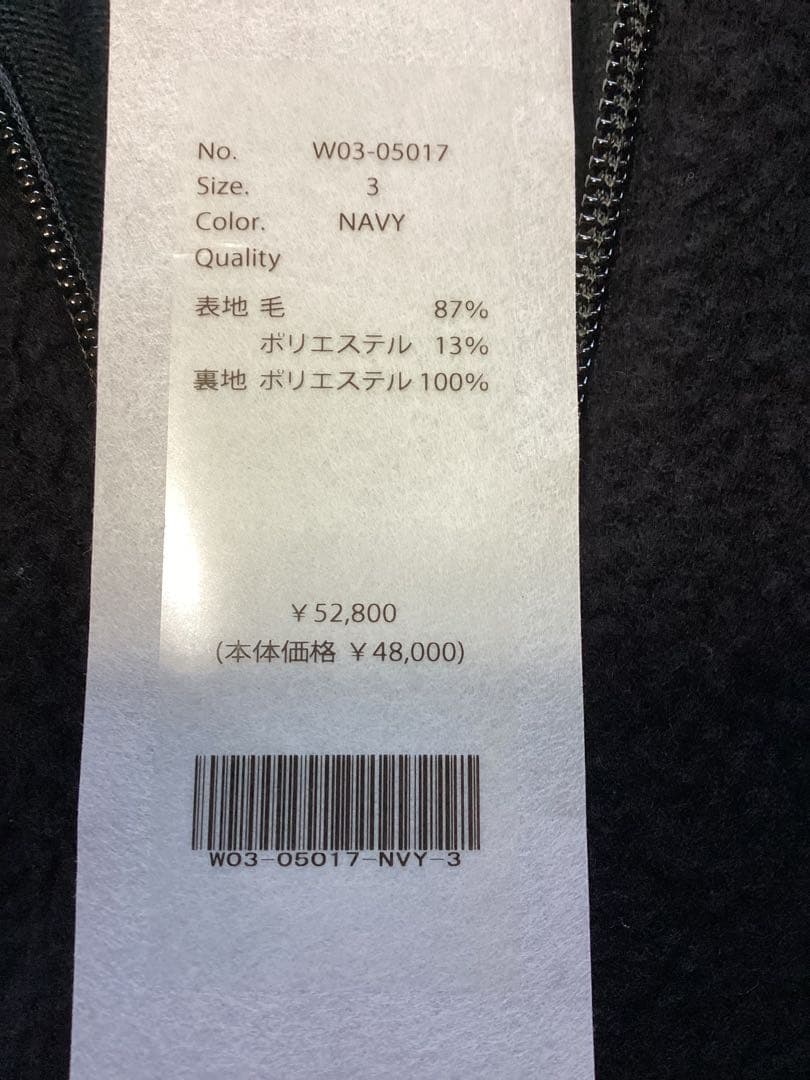 No. W03-05017
Size. 3
Color. NAVY
Quality
表地 毛 87%
ポリエステル 13%
裏地 ポリエステル 100%
￥52,800
(本体価格 ￥48,000)
W03-05017-NVY-3